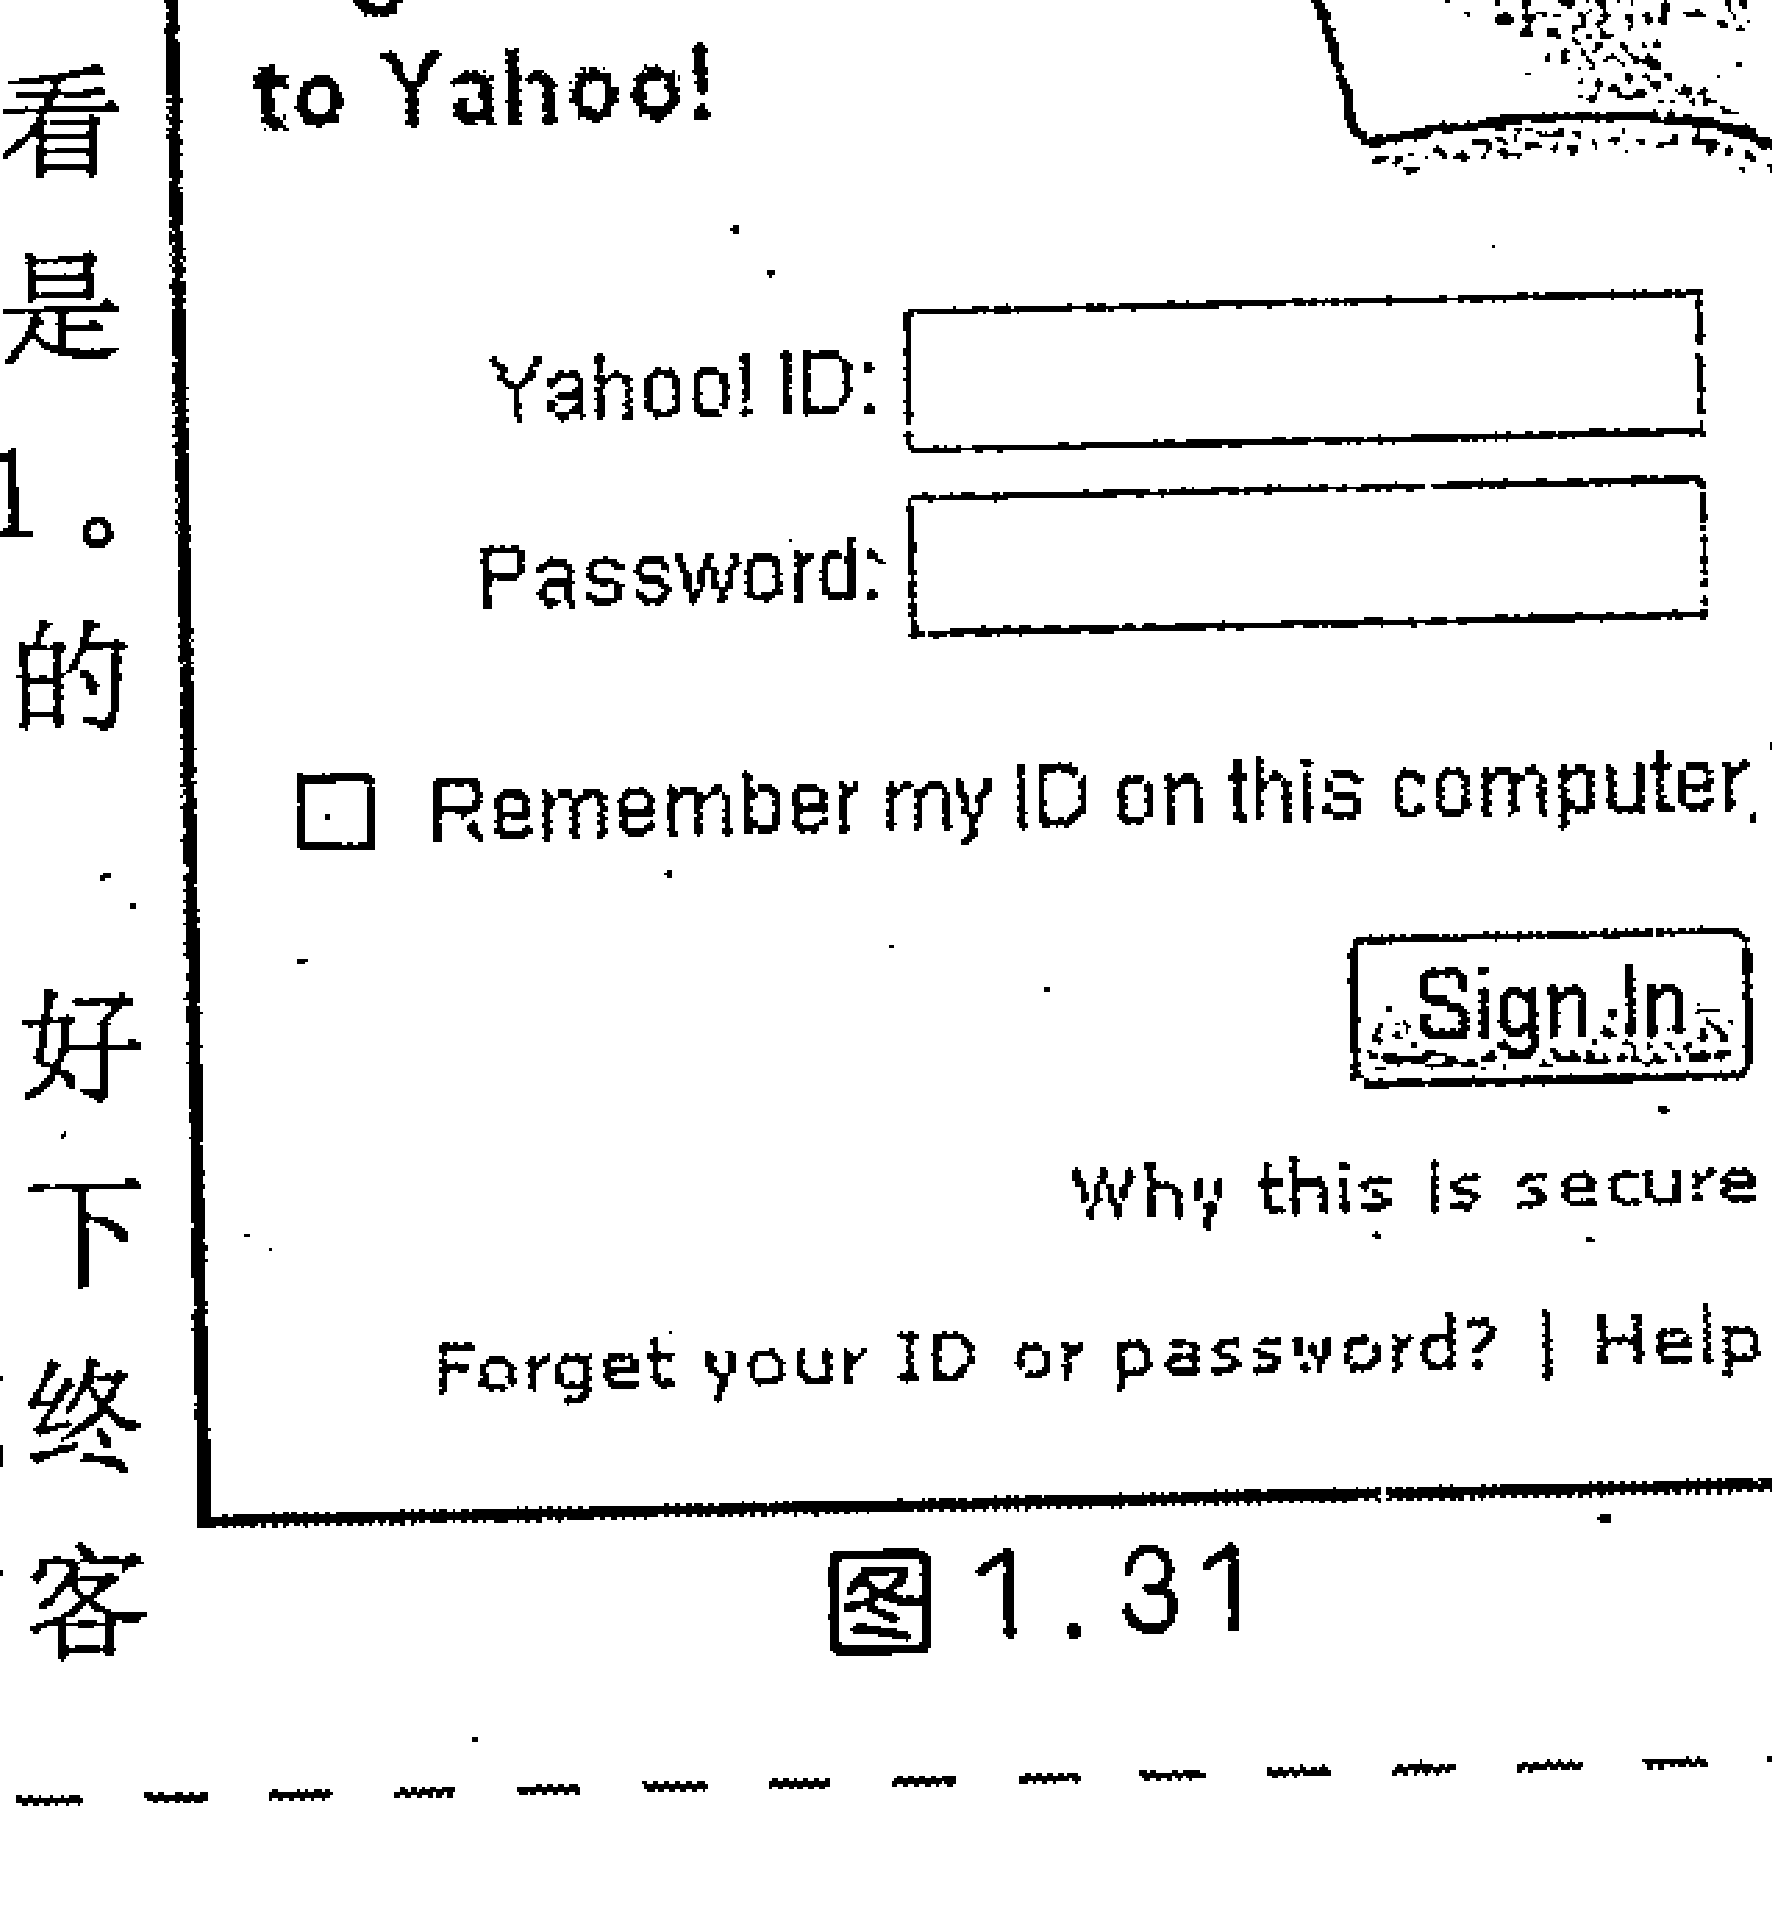 to Yahoo!
看
是
Yahoo! ID:
1。
Password:
的
Remember my ID on this computer.
好
Sign In
下
Why this is secure
Forget your ID or password? | Help
终
客
图 1.31